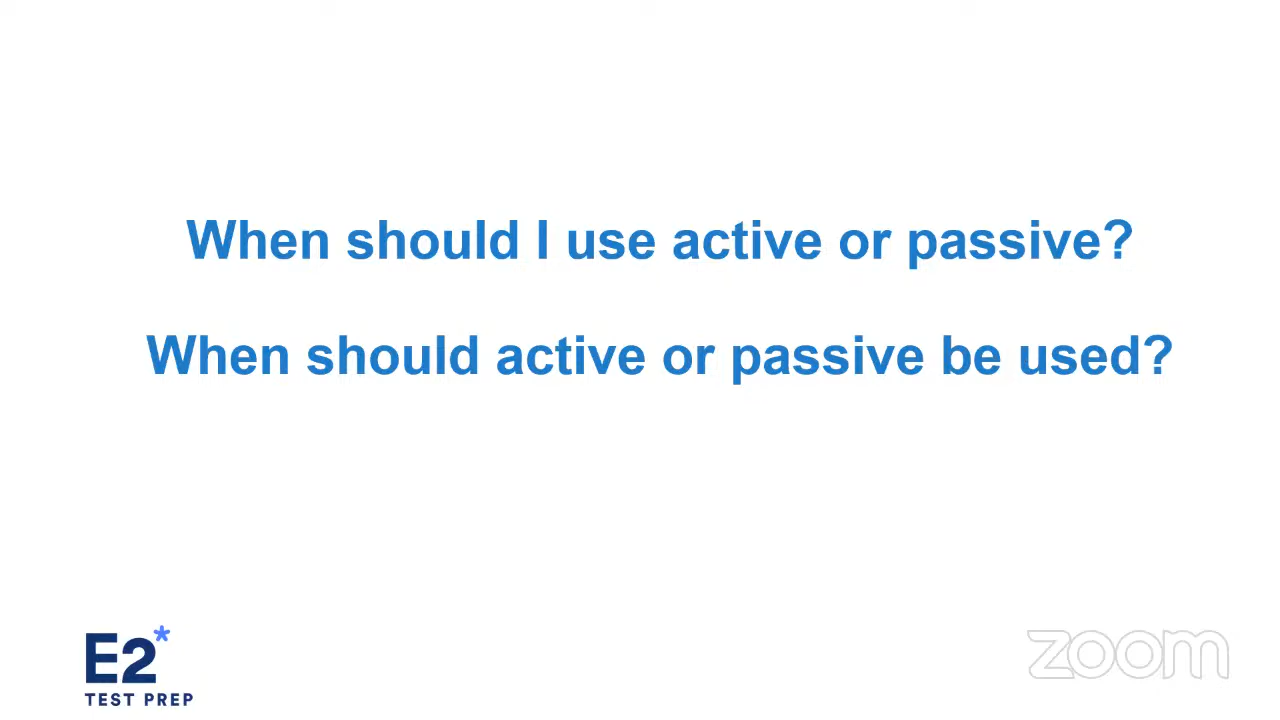 When should I use active or passive?
When should active or passive be used?
E2*
TEST PREP
zoom